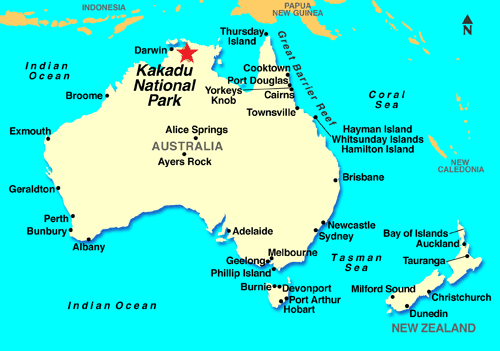 INDONESIA
PAPUA
NEW GUINEA
N
Thursday
Island
Darwin
Great Barrier Reef
Indian
Ocean
Kakadu
National
Park
Cooktown
Port Douglas
Yorkeys
Knob
Cairns
Coral
Sea
Broome
Townsville
Hayman Island
Whitsunday Islands
Hamilton Island
Exmouth
Alice Springs
AUSTRALIA
Ayers Rock
NEW
CALEDONIA
Geraldton
Brisbane
Perth
Bunbury
Albany
Adelaide
Newcastle
Sydney
Bay of Islands
Auckland
Tauranga
Melbourne
Geelong
Phillip Island
Tasman
Sea
Burnie
Devonport
Port Arthur
Hobart
Milford Sound
Christchurch
Dunedin
Indian Ocean
NEW ZEALAND